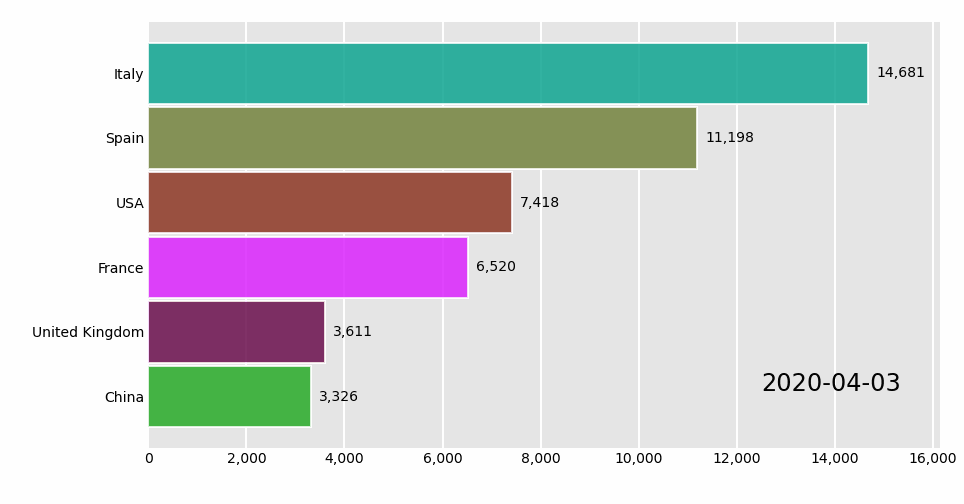 Italy 14,681
Spain 11,198
USA 7,418
France 6,520
United Kingdom 3,611
China 3,326
2020-04-03
0 2,000 4,000 6,000 8,000 10,000 12,000 14,000 16,000